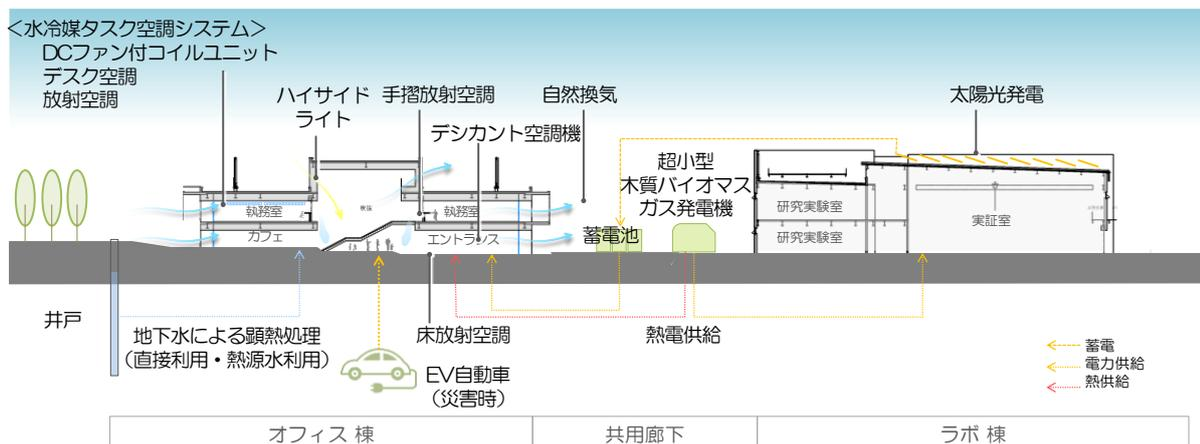 ＜水冷媒タスク空調システム＞
DCファン付コイルユニット
デスク空調
放射空調
ハイサイド
ライト
手摺放射空調
自然換気
太陽光発電
デシカント空調機
超小型
木質バイオマス
ガス発電機
執務室
執務室
カフェ
エントランス
蓄電池
研究実験室
研究実験室
実証室
井戸
地下水による顕熱処理
（直接利用・熱源水利用）
床放射空調
熱電供給
EV自動車
（災害時）
蓄電
電力供給
熱供給
オフィス 棟
共用廊下
ラボ 棟